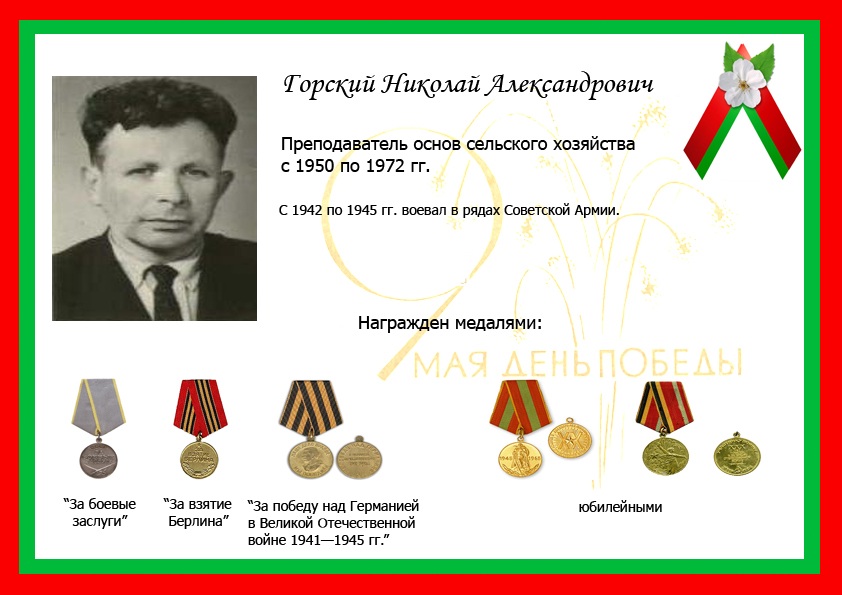 Горский Николай Александрович
Преподаватель основ сельского хозяйства
с 1950 по 1972 гг.
С 1942 по 1945 гг. воевал в рядах Советской Армии.
Награжден медалями:
9
МАЯ ДЕНЬ ПОБЕДЫ
“За боевые
заслуги”
“За взятие
Берлина”
“За победу над Германией
в Великой Отечественной
войне 1941—1945 гг.”
юбилейными